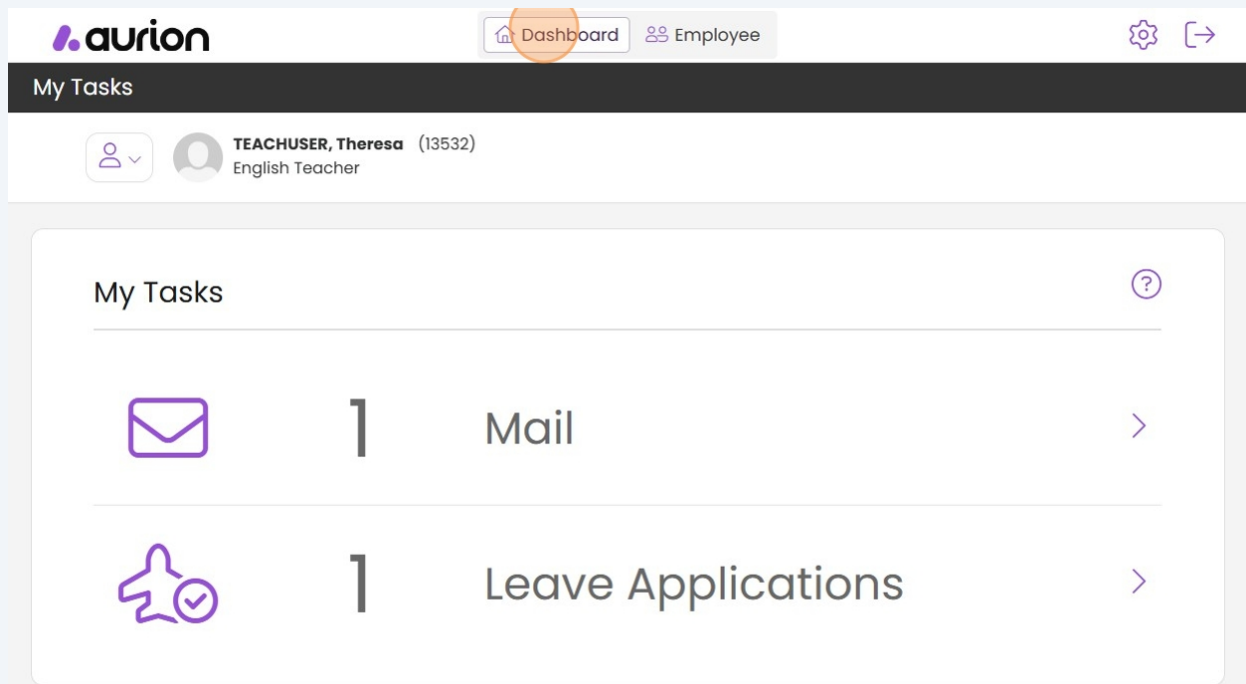 aurion
Dashboard Employee
My Tasks
TEACHUSER, Theresa (13532)
English Teacher
My Tasks
?
1 Mail
1 Leave Applications